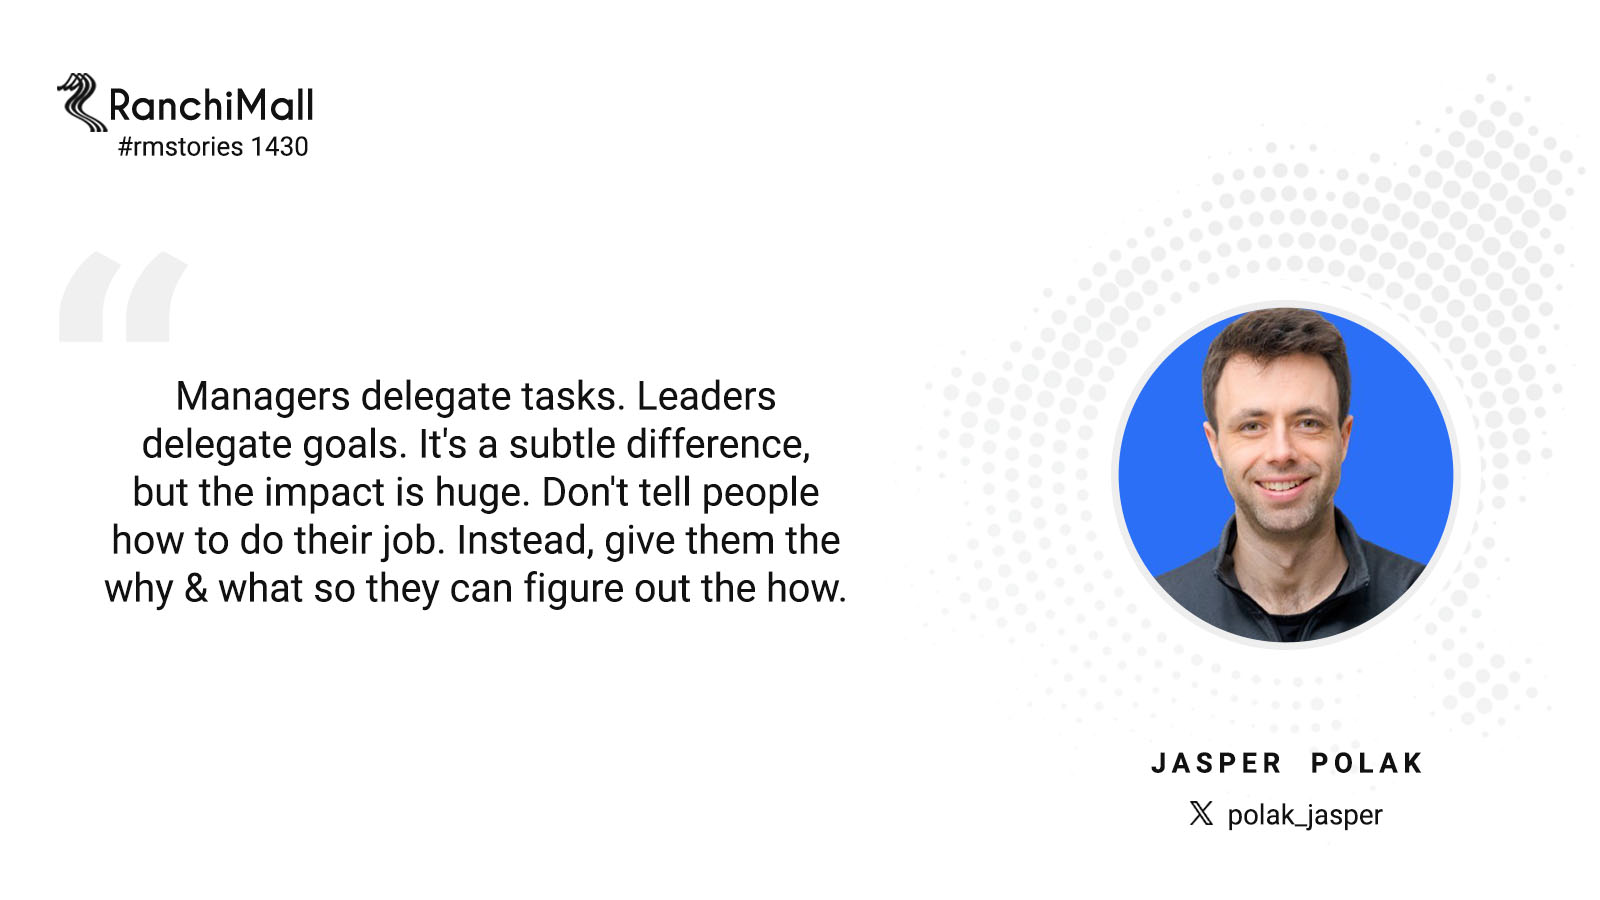 RanchiMall
#rmstories 1430
Managers delegate tasks. Leaders
delegate goals. It's a subtle difference,
but the impact is huge. Don't tell people
how to do their job. Instead, give them the
why & what so they can figure out the how.
JASPER POLAK
X polak_jasper